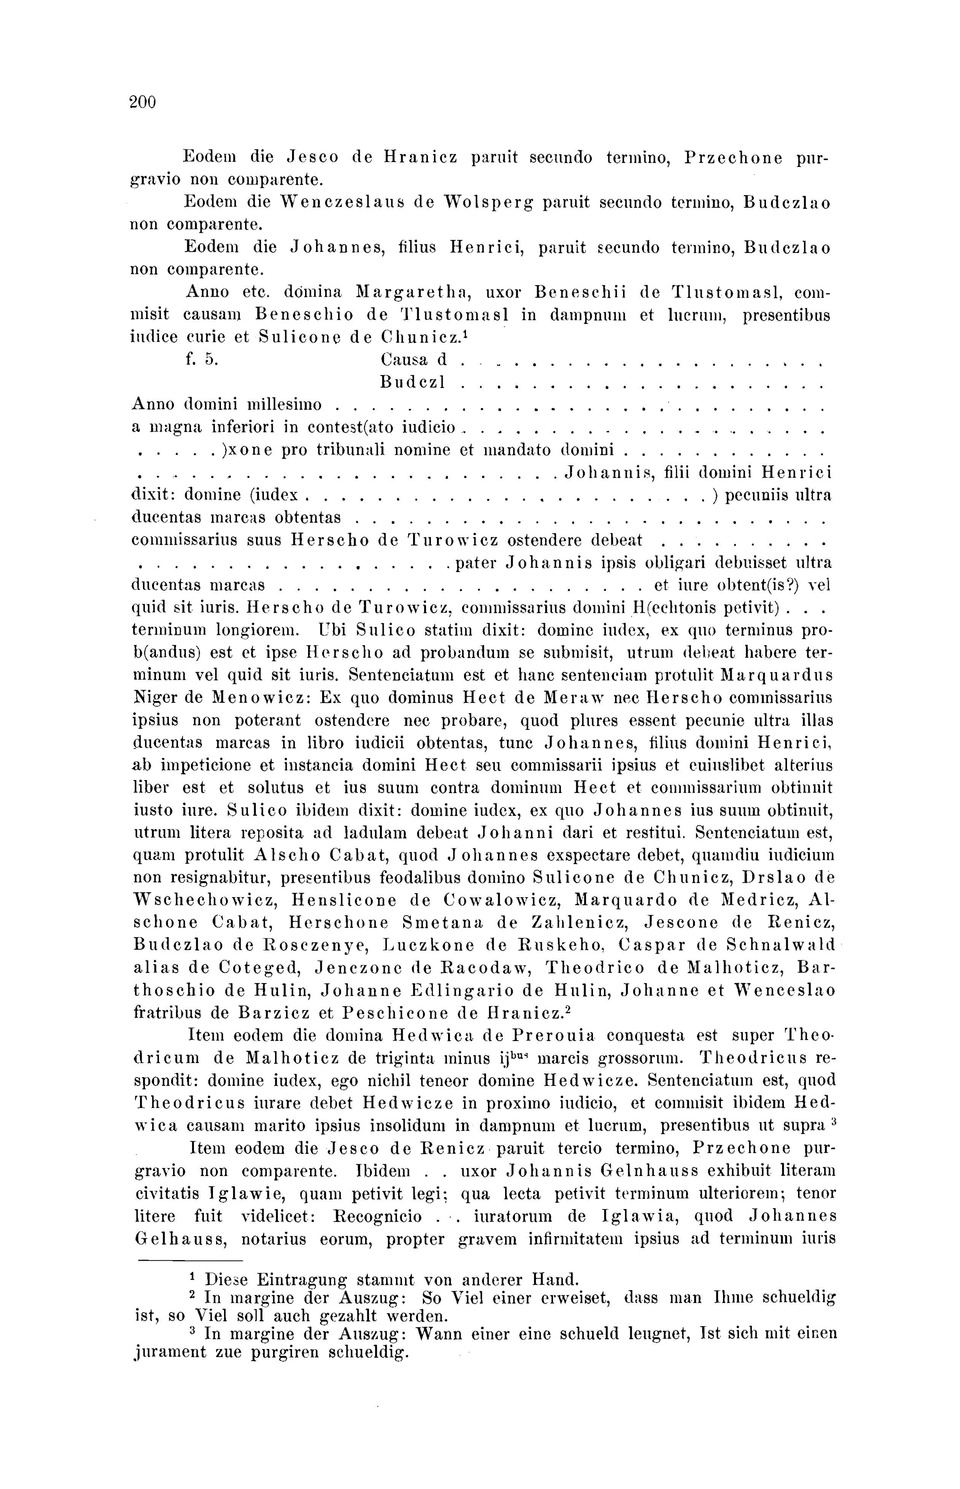 200
Eodem die Jesco de Hranicz paruit secundo termino, Przechone pur-
gravio non comparente.
Eodem die Wenczeslaus de Wolsperg paruit secundo termino, Budczlao
non comparente.
Eodem die Johannes, filius Henrici, paruit secundo termino, Budczlao
non comparente.
Anno etc. domina Margaretha, uxor Beneschii de Tlustomasl, com-
misit causam Beneschio de Tlustomasl in dampnum et lucrum, presentibus
iudice curie et Sulicone de Chunicz.¹
f. 5. Causa d . . . . . . . . . . . . . . . . . . . . .
Budczl . . . . . . . . . . . . . . . . . . . . .
Anno domini millesimo . . . . . . . . . . . . . . . . . . . . . . . . . . . .
a magna inferiori in contest(ato iudicio . . . . . . . . . . . . . . . . . . . . .
. . . . . )xone pro tribunali nomine et mandato domini . . . . . . . . . . . .
. . . . . . . . . . . . . . . . . . . . . . . . Johannis, filii domini Henrici
dixit: domine (iudex . . . . . . . . . . . . . . . . . . . . . . . ) pecuniis ultra
ducentas marcas obtentas . . . . . . . . . . . . . . . . . . . . . . . . . . .
commissarius suus Herscho de Turowicz ostendere debeat . . . . . . . . . .
. . . . . . . . . . . . . . . . . . pater Johannis ipsis obligari debuisset ultra
ducentas marcas . . . . . . . . . . . . . . . . . . . . . et iure obtent(is?) vel
quid sit iuris. Herscho de Turowicz, commissarius domini H(echtonis petivit) . . .
terminum longiorem. Ubi Sulico statim dixit: domine iudex, ex quo terminus pro-
b(andus) est et ipse Herscho ad probandum se submisit, utrum debeat habere ter-
minum vel quid sit iuris. Sentenciatum est et hanc sentenciam protulit Marquardus
Niger de Menowicz: Ex quo dominus Hect de Meraw nec Herscho commissarius
ipsius non poterant ostendere nec probare, quod plures essent pecunie ultra illas
ducentas marcas in libro iudicii obtentas, tunc Johannes, filius domini Henrici,
ab impeticione et instancia domini Hect seu commissarii ipsius et cuiuslibet alterius
liber est et solutus et ius suum contra dominum Hect et commissarium obtinuit
iusto iure. Sulico ibidem dixit: domine iudex, ex quo Johannes ius suum obtinuit,
utrum litera reposita ad ladulam debeat Johanni dari et restitui. Sentenciatum est,
quam protulit Alscho Cabat, quod Johannes exspectare debet, quamdiu iudicium
non resignabitur, presentibus feodalibus domino Sulicone de Chunicz, Drslao de
Wschechowicz, Henslicone de Cowalowicz, Marquardo de Medricz, Al-
schone Cabat, Herschone Smetana de Zahlenicz, Jescone de Renicz,
Budczlao de Rosczenye, Luczkone de Ruskeho, Caspar de Schnalwald
alias de Coteged, Jenczone de Racodaw, Theodrico de Malhoticz, Bar-
thoschio de Hulin, Johanne Edlingario de Hulin, Johanne et Wenceslao
fratribus de Barzicz et Peschicone de Hranicz.²
Item eodem die domina Hedwica de Prerouia conquesta est super Theo-
dricum de Malhoticz de triginta minus ijᵇᵘˢ marcis grossorum. Theodricus re-
spondit: domine iudex, ego nichil teneor domine Hedwicze. Sentenciatum est, quod
Theodricus iurare debet Hedwicze in proximo iudicio, et commisit ibidem Hed-
wica causam marito ipsius insolidum in dampnum et lucrum, presentibus ut supra ³
Item eodem die Jesco de Renicz paruit tercio termino, Przechone pur-
gravio non comparente. Ibidem . . uxor Johannis Gelnhauss exhibuit literam
civitatis Iglawie, quam petivit legi; qua lecta petivit terminum ulteriorem; tenor
litere fuit videlicet: Recognicio . . . iuratorum de Iglawia, quod Johannes
Gelhauss, notarius eorum, propter gravem infirmitatem ipsius ad terminum iuris
¹ Diese Eintragung stammt von anderer Hand.
² In margine der Auszug: So Viel einer erweiset, dass man Ihme schueldig
ist, so Viel soll auch gezahlt werden.
³ In margine der Auszug: Wann einer eine schueld leugnet, Ist sich mit einen
jurament zue purgiren schueldig.